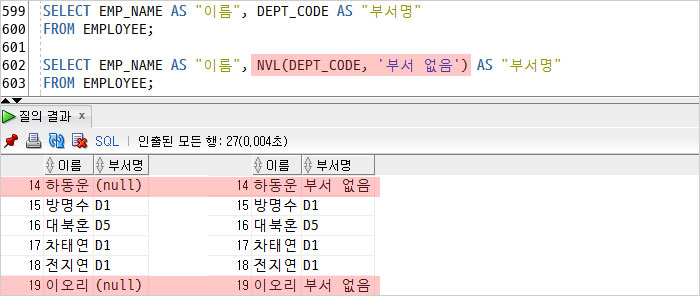 599 SELECT EMP_NAME AS "이름", DEPT_CODE AS "부서명"
600 FROM EMPLOYEE;
601
602 SELECT EMP_NAME AS "이름", NVL(DEPT_CODE, '부서 없음') AS "부서명"
603 FROM EMPLOYEE;
질의 결과 x
SQL | 인출된 모든 행: 27(0,004초)
이름 부서명 이름 부서명
14 하동운 (null) 14 하동운 부서 없음
15 방명수 D1 15 방명수 D1
16 대북혼 D5 16 대북혼 D5
17 차태연 D1 17 차태연 D1
18 전지연 D1 18 전지연 D1
19 이오리 (null) 19 이오리 부서 없음